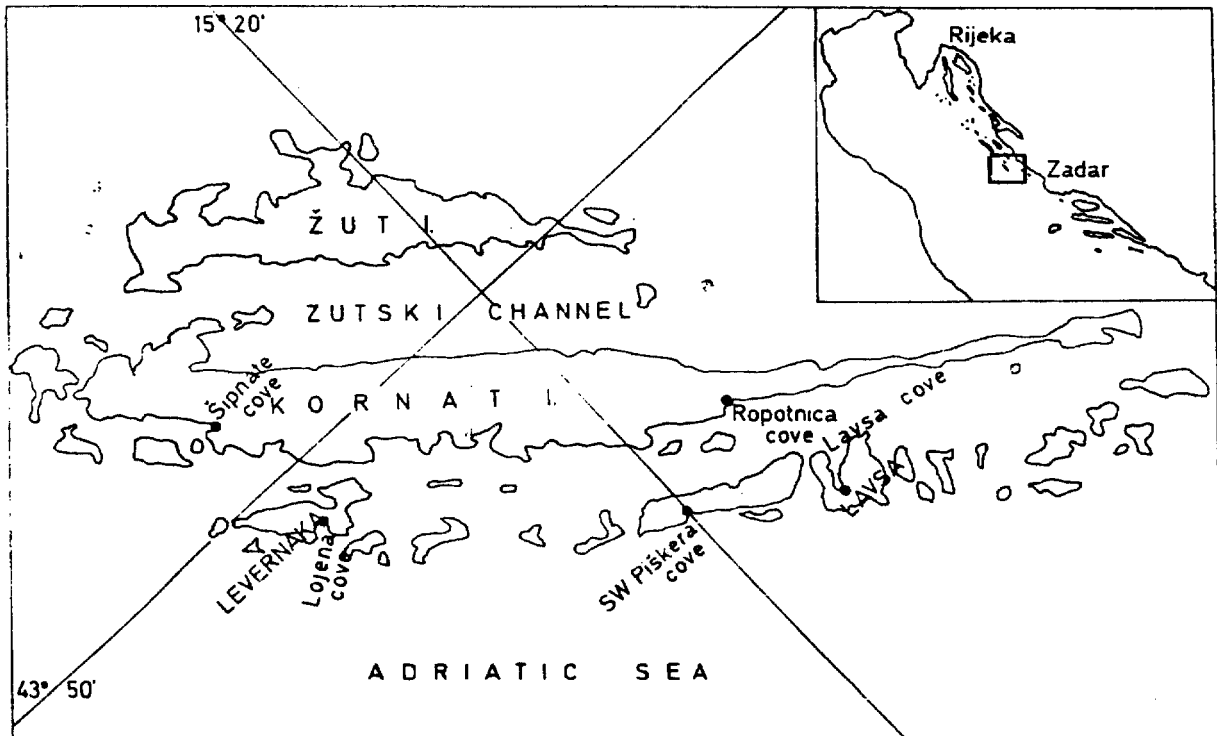 15° 20'
Rijeka
Zadar
ŽUT I.
ZUTSKI CHANNEL
Šipnate
cove
KORNAT I.
Ropotnica
cove
Lavsa cove
LAVSA
LEVERNAKA
Lojena
cove
SW Piškera
cove
ADRIATIC SEA
43° 50'